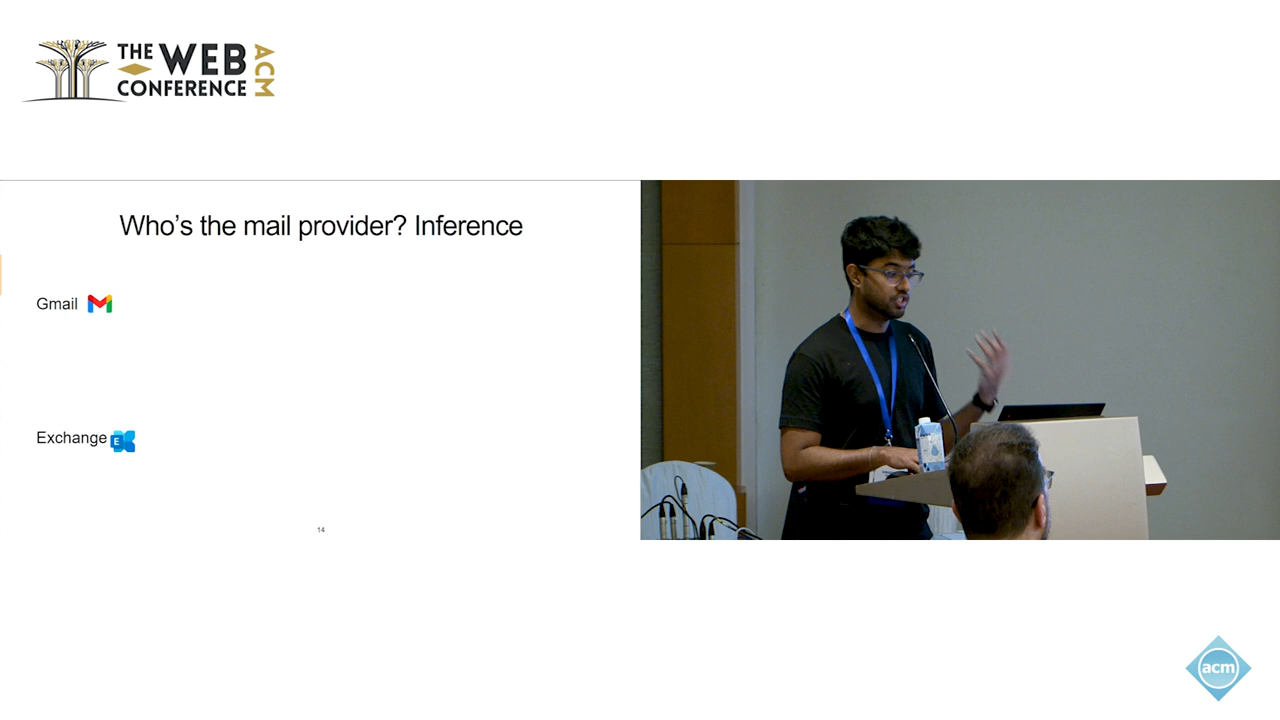 THE WEB
CONFERENCE
ACM
Who's the mail provider? Inference
Gmail
Exchange
E
14
acm